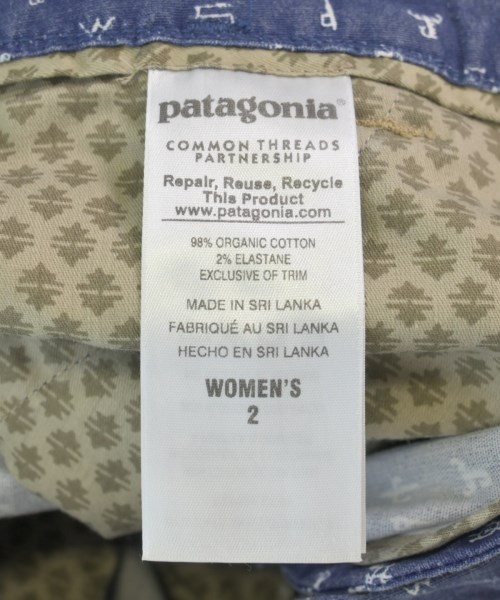 patagonia®
COMMON THREADS
PARTNERSHIP
Repair, Reuse, Recycle
This Product
www.patagonia.com
98% ORGANIC COTTON
2% ELASTANE
EXCLUSIVE OF TRIM
MADE IN SRI LANKA
FABRIQUÉ AU SRI LANKA
HECHO EN SRI LANKA
WOMEN'S
2